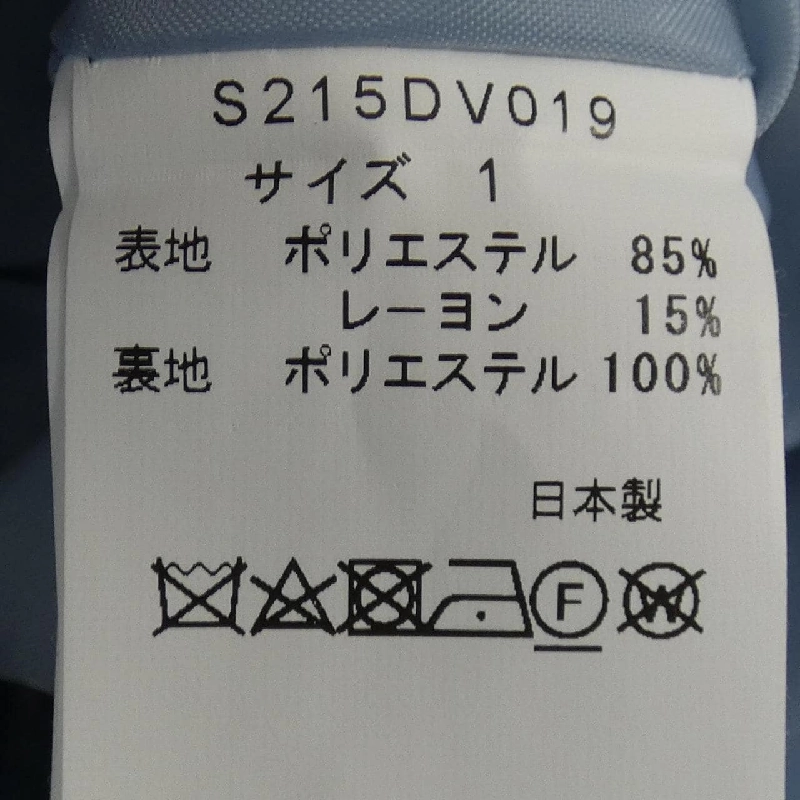 S215DV019
サイズ 1
表地 ポリエステル 85%
レーヨン 15%
裏地 ポリエステル 100%
日本製
F W